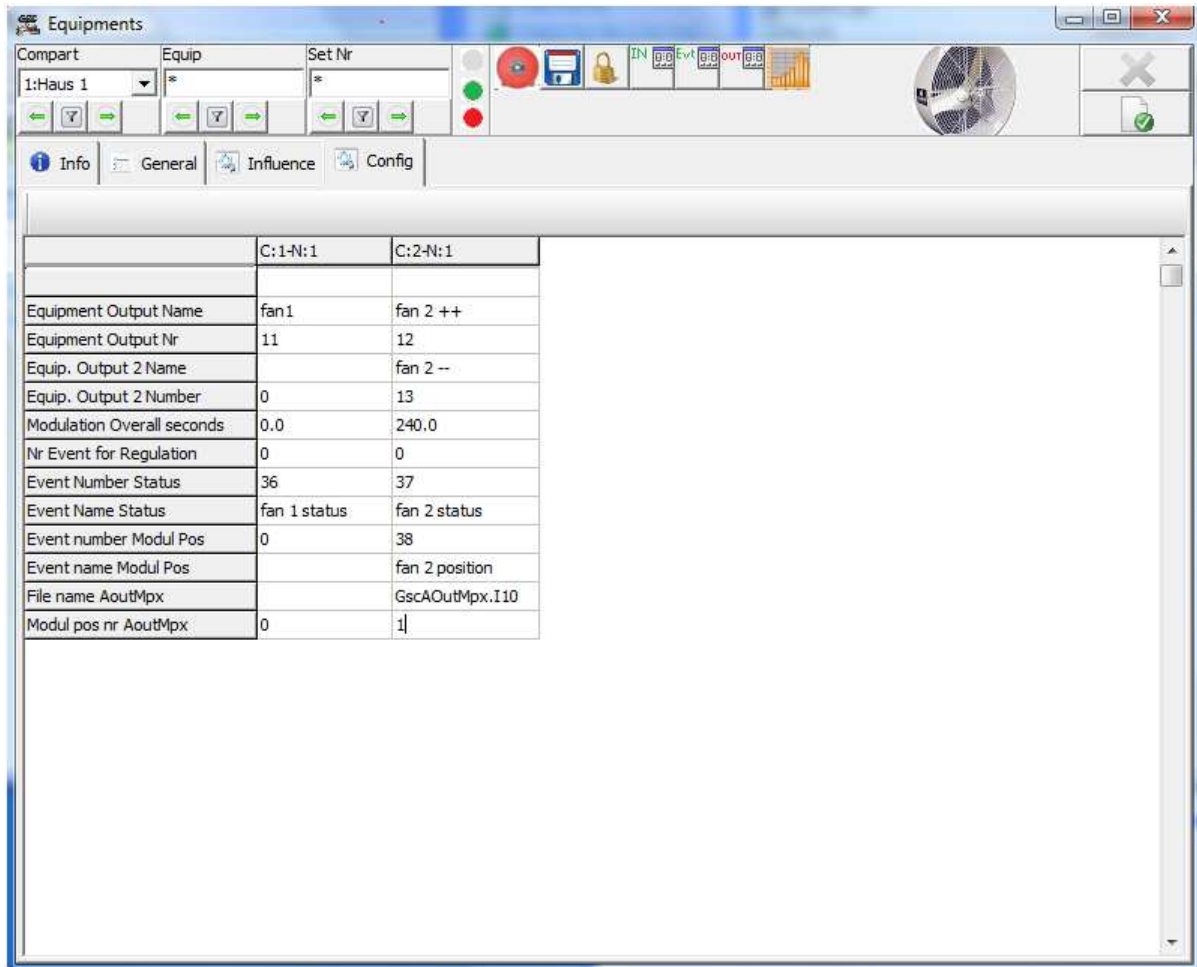 Equipments
Compart Equip Set Nr
1:Haus 1 * *
IN Evt OUT
Info General Influence Config
C:1-N:1 C:2-N:1
Equipment Output Name fan1 fan 2 ++
Equipment Output Nr 11 12
Equip. Output 2 Name fan 2 --
Equip. Output 2 Number 0 13
Modulation Overall seconds 0.0 240.0
Nr Event for Regulation 0 0
Event Number Status 36 37
Event Name Status fan 1 status fan 2 status
Event number Modul Pos 0 38
Event name Modul Pos fan 2 position
File name AoutMpx GscAOutMpx.I10
Modul pos nr AoutMpx 0 1